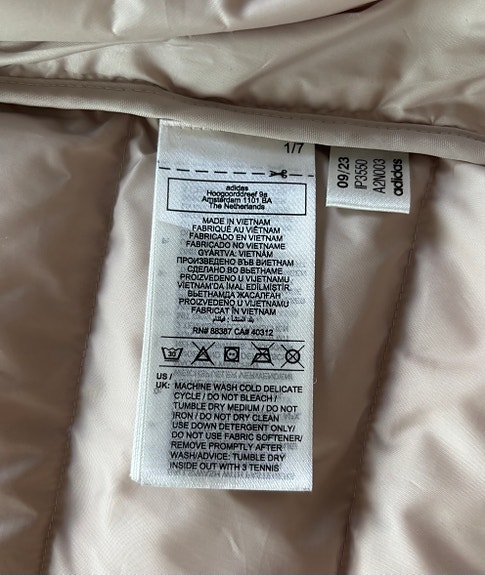 1/7
adidas
Hoogoorddreef 9a
Amsterdam 1101 BA
The Netherlands
MADE IN VIETNAM
FABRIQUÉ AU VIÊTNAM
FABRICADO EN VIETNAM
FABRICADO NO VIETNAME
GYÁRTVA: VIETNAM
ПРОИЗВЕДЕНО ВЪВ ВИЕТНАМ
СДЕЛАНО ВО ВЬЕТНАМЕ
PROIZVEDENO U VIJETNAMU
VIETNAM'DA İMAL EDİLMİŞTİR.
ВЬЕТНАМДА ЖАСАЛҒАН
PROIZVEDENO U VIJETNAMU
FABRICAT ÎN VIETNAM
RN# 88387 CA# 40312
30
US /
UK: MACHINE WASH COLD DELICATE
CYCLE / DO NOT BLEACH /
TUMBLE DRY MEDIUM / DO NOT
IRON / DO NOT DRY CLEAN
USE DOWN DETERGENT ONLY/
DO NOT USE FABRIC SOFTENER/
REMOVE PROMPTLY AFTER
WASH/ADVICE: TUMBLE DRY
INSIDE OUT WITH 3 TENNIS
09/23
IP3550
A2N003
adidas